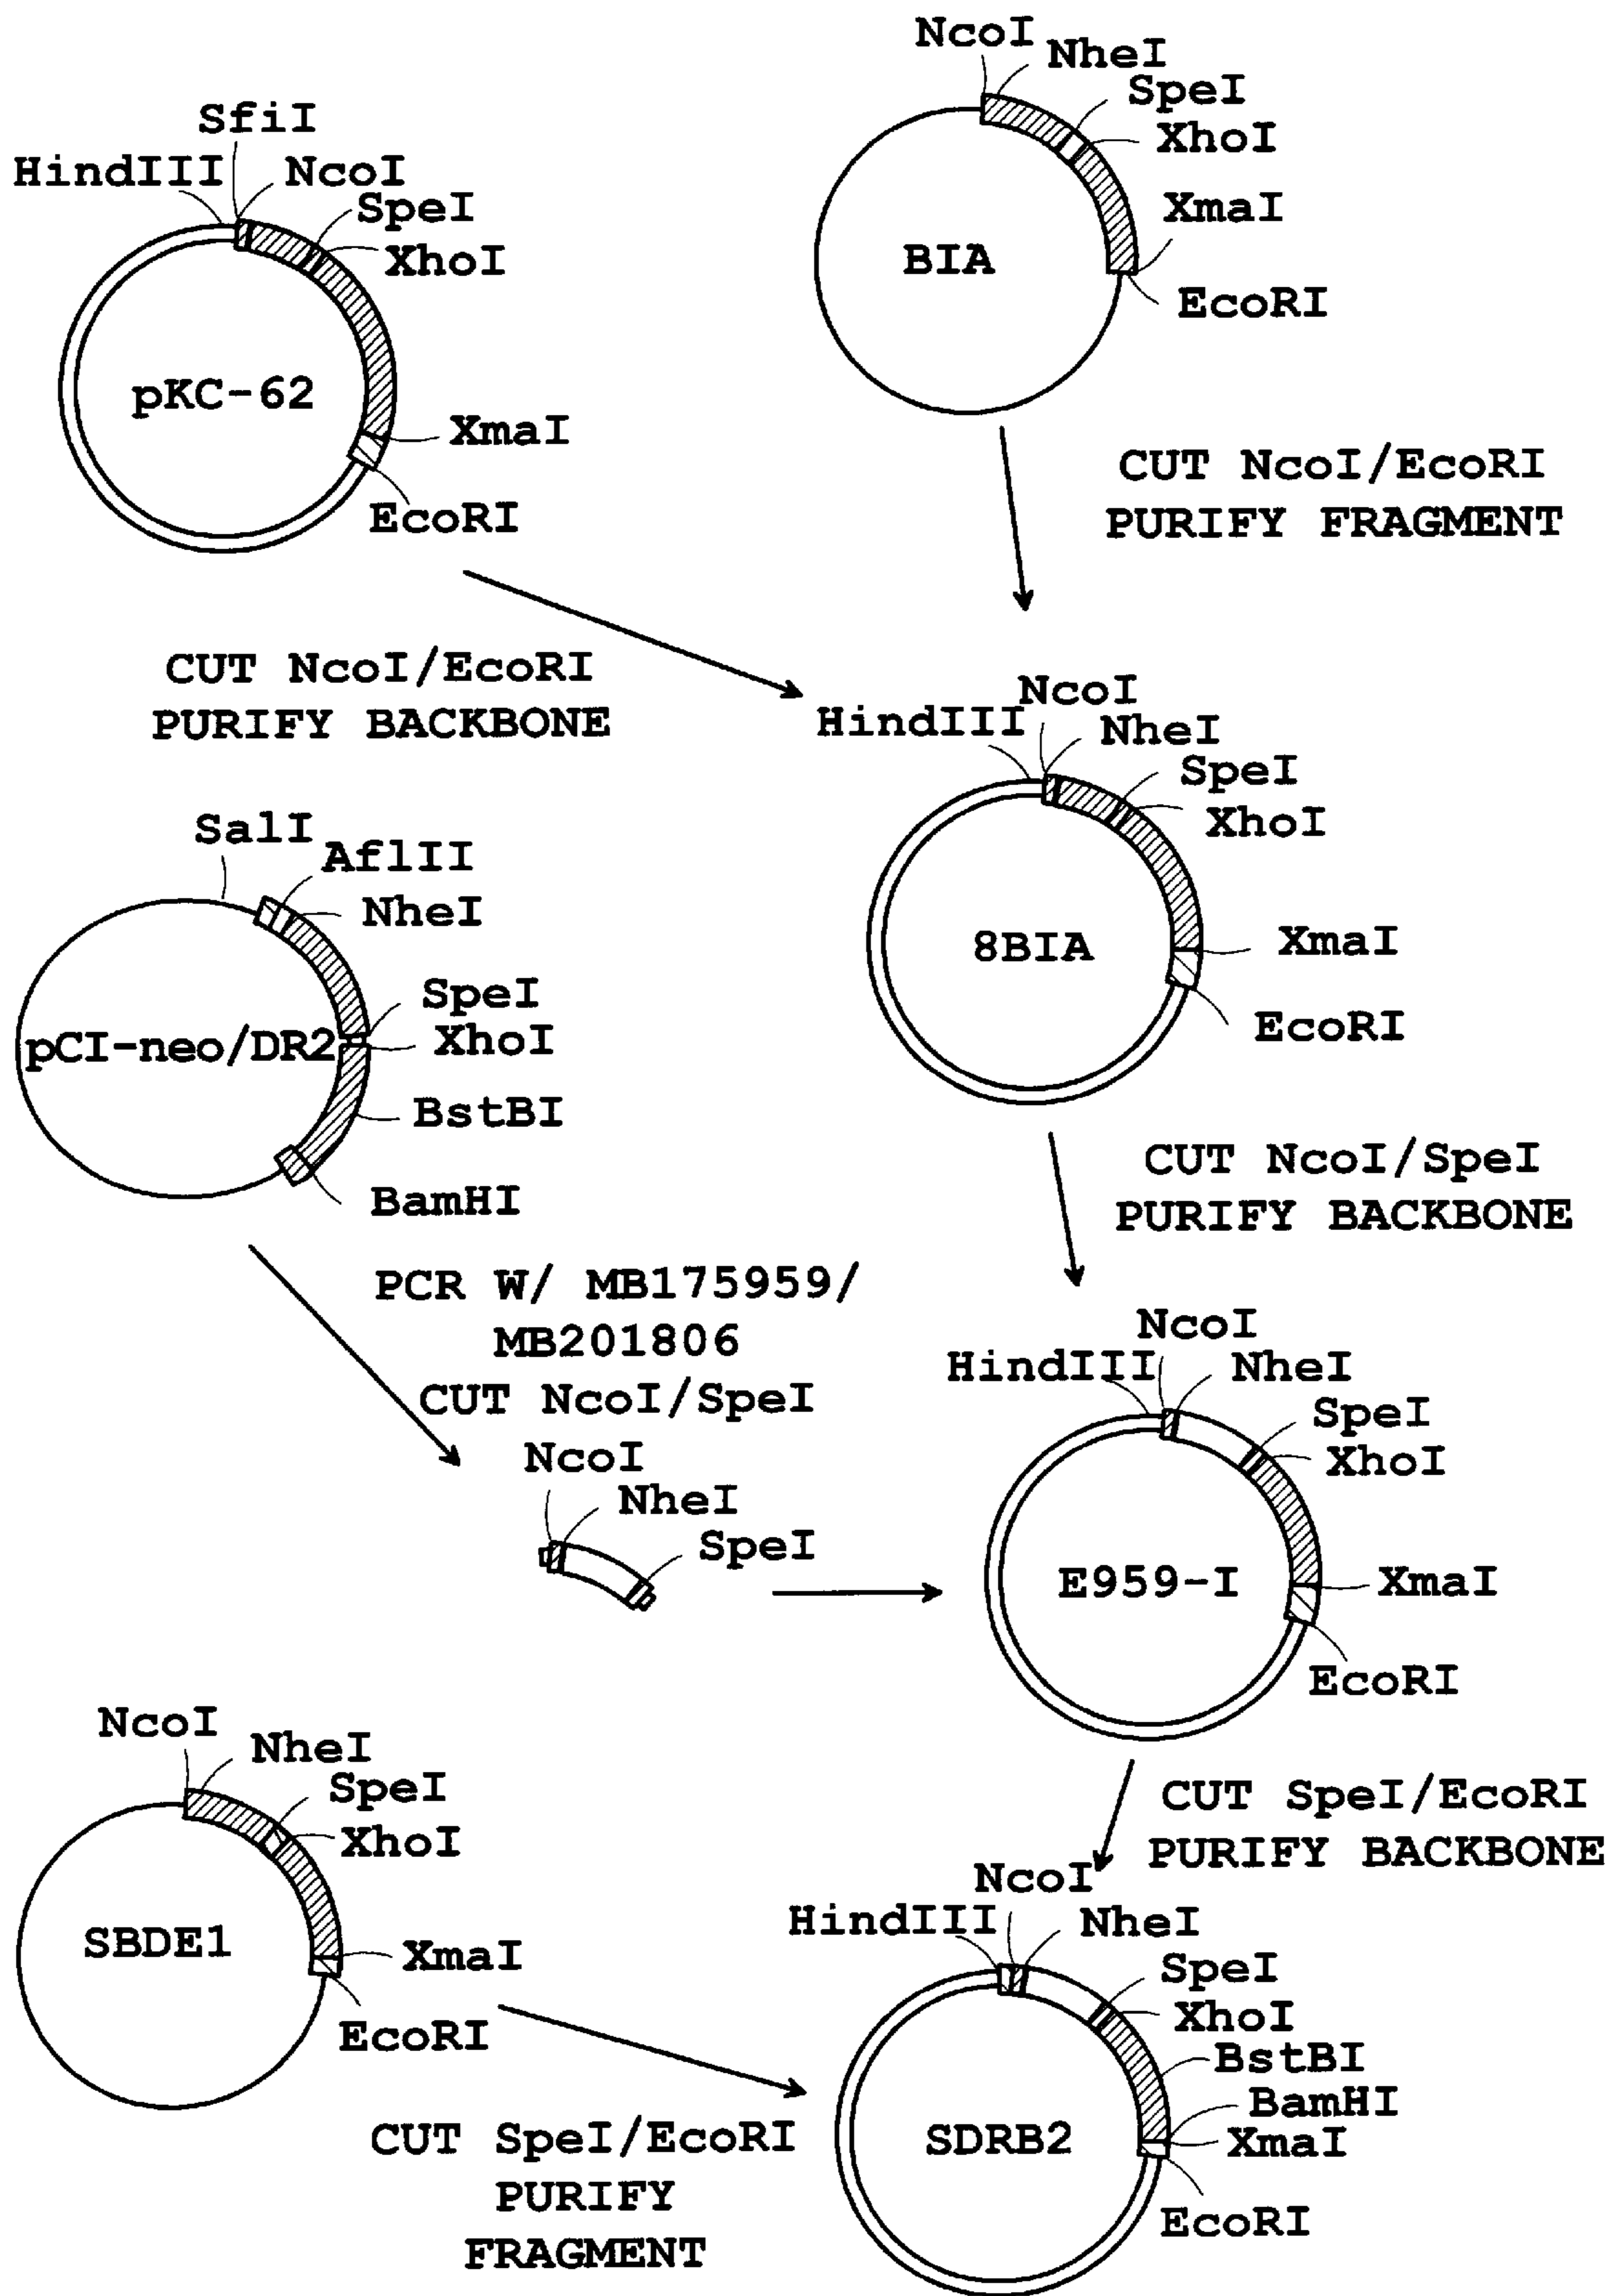 SfiI
HindIII
NcoI
SpeI
XhoI
pKC-62
XmaI
EcoRI
NcoI
NheI
SpeI
XhoI
BIA
XmaI
EcoRI
CUT NcoI/EcoRI
PURIFY FRAGMENT
CUT NcoI/EcoRI
PURIFY BACKBONE
NcoI
HindIII
NheI
SpeI
XhoI
8BIA
XmaI
EcoRI
SalI
AflII
NheI
SpeI
pCI-neo/DR2
XhoI
BstBI
BamHI
CUT NcoI/SpeI
PURIFY BACKBONE
PCR W/ MB175959/
MB201806
CUT NcoI/SpeI
NcoI
NheI
SpeI
NcoI
HindIII
NheI
SpeI
XhoI
E959-I
XmaI
EcoRI
NcoI
NheI
SpeI
XhoI
SBDE1
XmaI
EcoRI
CUT SpeI/EcoRI
PURIFY BACKBONE
CUT SpeI/EcoRI
PURIFY
FRAGMENT
NcoI
HindIII
NheI
SpeI
XhoI
BstBI
BamHI
SDRB2
XmaI
EcoRI